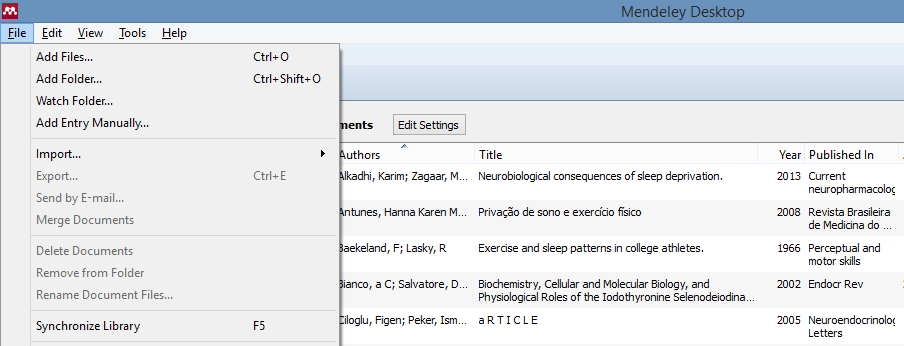 Mendeley Desktop
File Edit View Tools Help
Add Files... Ctrl+O
Add Folder... Ctrl+Shift+O
Watch Folder...
Add Entry Manually...
Import...
Export... Ctrl+E
Send by E-mail...
Merge Documents
Delete Documents
Remove from Folder
Rename Document Files...
Synchronize Library F5
ments Edit Settings
Authors Title Year Published In
Alkadhi, Karim; Zagaar, M... Neurobiological consequences of sleep deprivation. 2013 Current
neuropharmacolog
Antunes, Hanna Karen M... Privação de sono e exercício físico 2008 Revista Brasileira
de Medicina do ...
Baekeland, F; Lasky, R Exercise and sleep patterns in college athletes. 1966 Perceptual and
motor skills
Bianco, a C; Salvatore, D... Biochemistry, Cellular and Molecular Biology, and 2002 Endocr Rev
Physiological Roles of the Iodothyronine Selenodeiodina...
Ciloglu, Figen; Peker, Ism... a R T I C L E 2005 Neuroendocrinolog
Letters